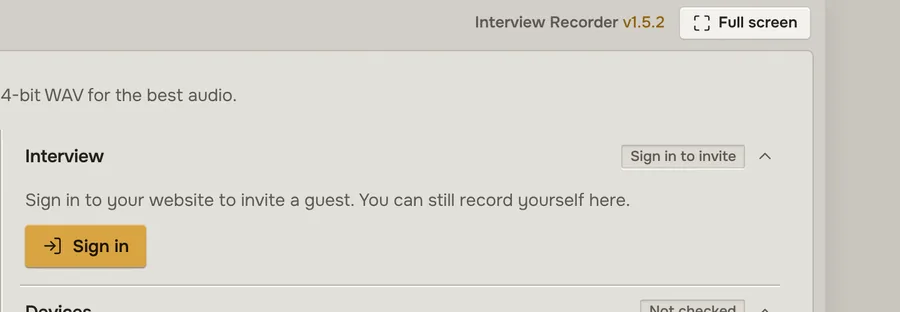 Interview Recorder v1.5.2
Full screen
4-bit WAV for the best audio.
Interview
Sign in to invite
Sign in to your website to invite a guest. You can still record yourself here.
Sign in
Devices
Not checked